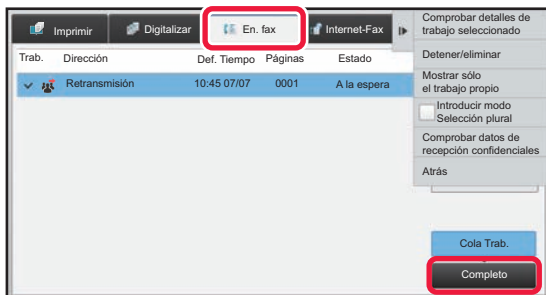 Imprimir
Digitalizar
En. fax
Internet-Fax
Trab.
Dirección
Def. Tiempo
Páginas
Estado
Retransmisión
10:45 07/07
0001
A la espera
Comprobar detalles de
trabajo seleccionado
Detener/eliminar
Mostrar sólo
el trabajo propio
Introducir modo
Selección plural
Comprobar datos de
recepción confidenciales
Atrás
Cola Trab.
Completo